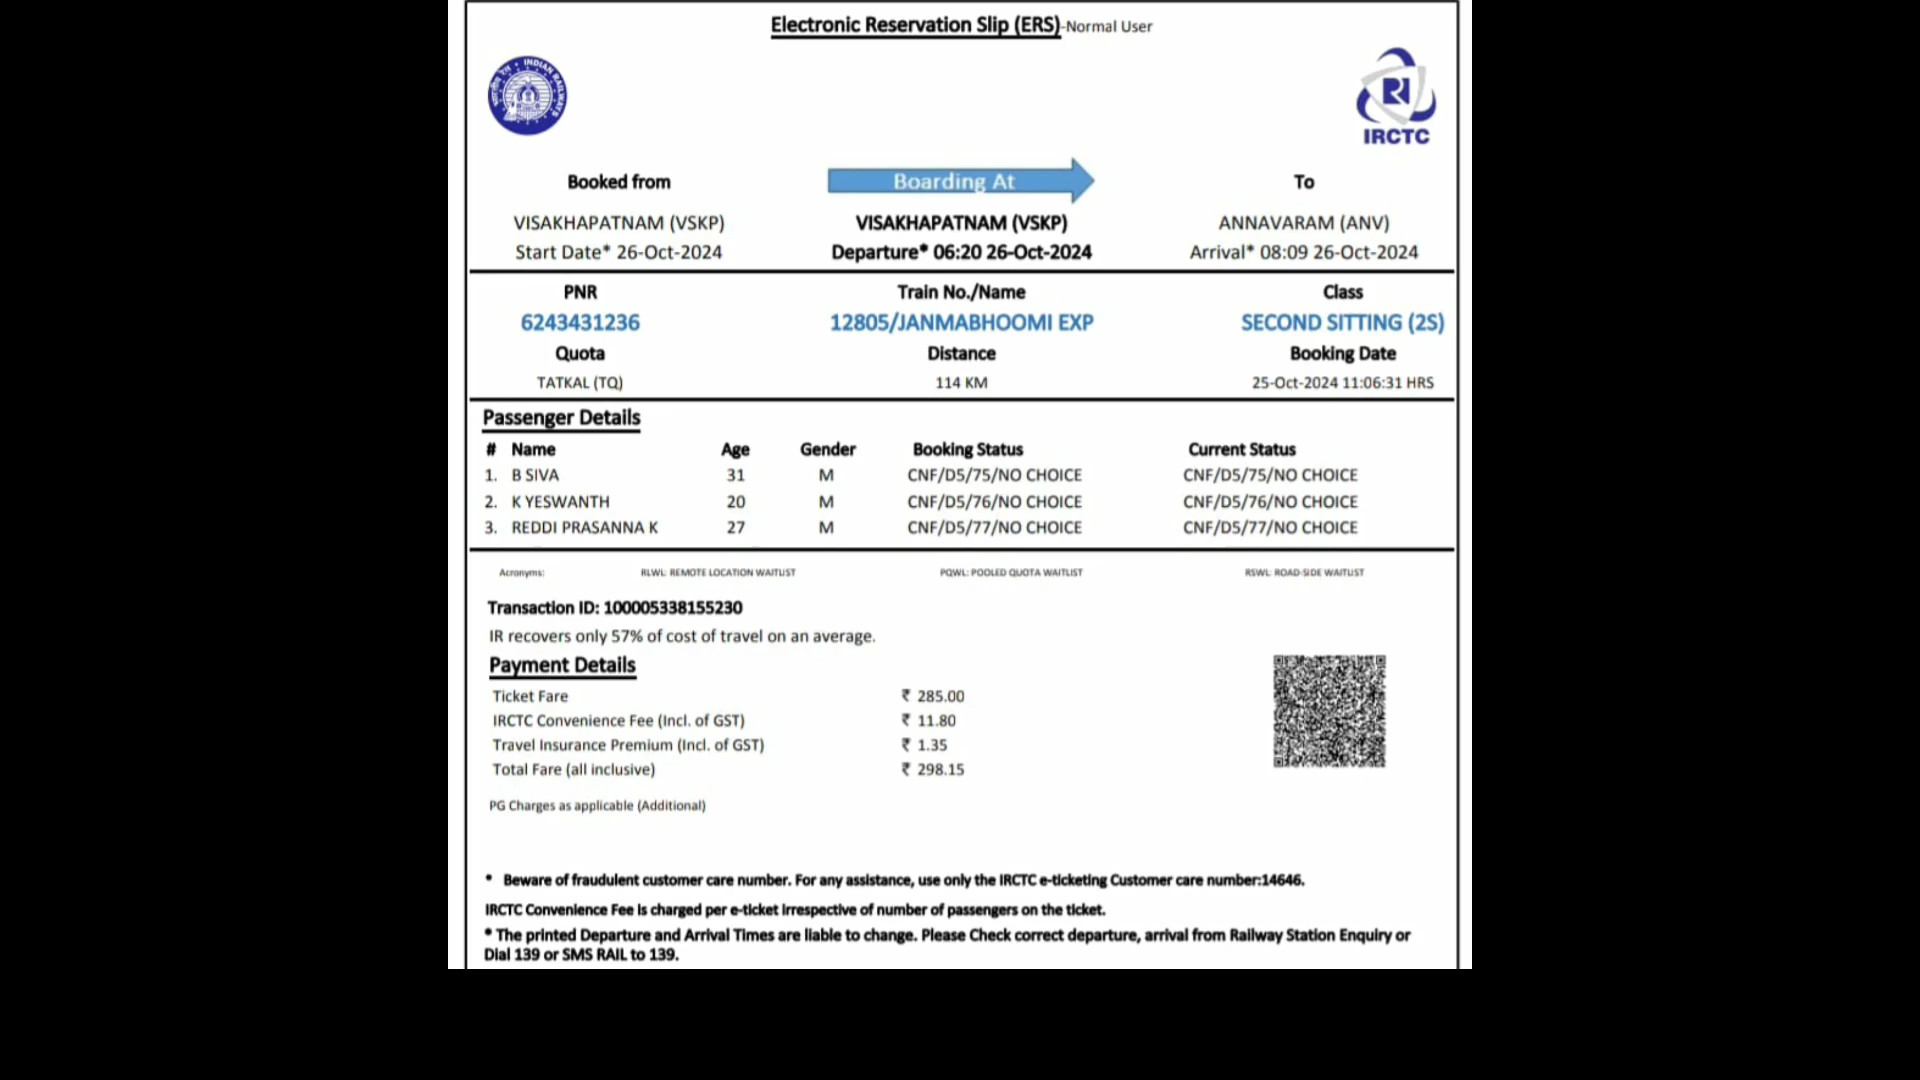 Electronic Reservation Slip (ERS)-Normal User
INDIAN RAILWAYS
IRCTC
Booked from Boarding At To
VISAKHAPATNAM (VSKP) VISAKHAPATNAM (VSKP) ANNAVARAM (ANV)
Start Date* 26-Oct-2024 Departure* 06:20 26-Oct-2024 Arrival* 08:09 26-Oct-2024
PNR Train No./Name Class
6243431236 12805/JANMABHOOMI EXP SECOND SITTING (2S)
Quota Distance Booking Date
TATKAL (TQ) 114 KM 25-Oct-2024 11:06:31 HRS
Passenger Details
# Name Age Gender Booking Status Current Status
1. B SIVA 31 M CNF/D5/75/NO CHOICE CNF/D5/75/NO CHOICE
2. K YESWANTH 20 M CNF/D5/76/NO CHOICE CNF/D5/76/NO CHOICE
3. REDDI PRASANNA K 27 M CNF/D5/77/NO CHOICE CNF/D5/77/NO CHOICE
Acronyms: RLWL: REMOTE LOCATION WAITLIST PQWL: POOLED QUOTA WAITLIST RSWL: ROAD-SIDE WAITLIST
Transaction ID: 100005338155230
IR recovers only 57% of cost of travel on an average.
Payment Details
Ticket Fare ₹ 285.00
IRCTC Convenience Fee (Incl. of GST) ₹ 11.80
Travel Insurance Premium (Incl. of GST) ₹ 1.35
Total Fare (all inclusive) ₹ 298.15
PG Charges as applicable (Additional)
* Beware of fraudulent customer care number. For any assistance, use only the IRCTC e-ticketing Customer care number:14646.
IRCTC Convenience Fee is charged per e-ticket irrespective of number of passengers on the ticket.
* The printed Departure and Arrival Times are liable to change. Please Check correct departure, arrival from Railway Station Enquiry or
Dial 139 or SMS RAIL to 139.